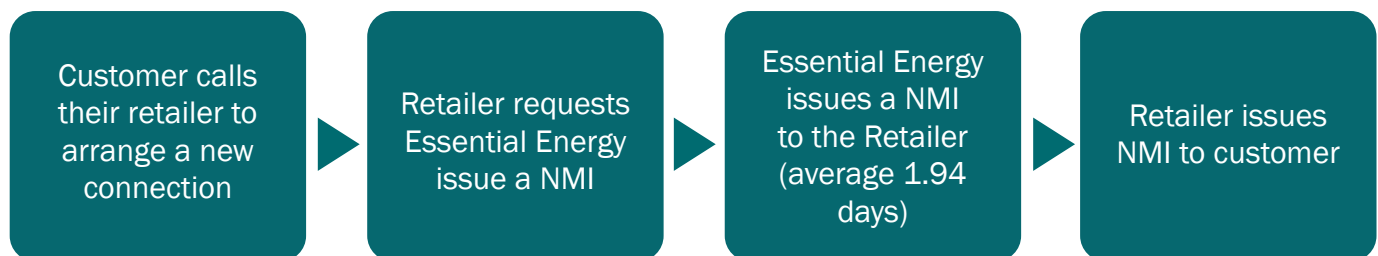 Customer calls
their retailer to
arrange a new
connection
Retailer requests
Essential Energy
issue a NMI
Essential Energy
issues a NMI
to the Retailer
(average 1.94
days)
Retailer issues
NMI to customer